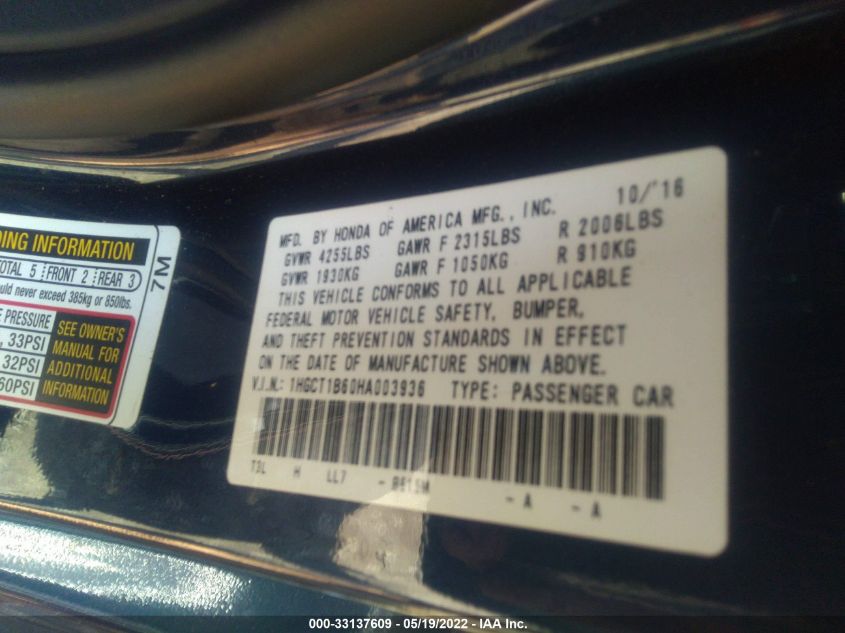 DING INFORMATION
TOTAL 5 FRONT 2 REAR 3
uld never exceed 385kg or 850lbs.
E PRESSURE
, 33PSI
32PSI
60PSI
SEE OWNER'S
MANUAL FOR
ADDITIONAL
INFORMATION
7M
MFD. BY HONDA OF AMERICA MFG., INC. 10/'16
GVWR 4255LBS GAWR F 2315LBS R 2006LBS
GVWR 1930KG GAWR F 1050KG R 910KG
THIS VEHICLE CONFORMS TO ALL APPLICABLE
FEDERAL MOTOR VEHICLE SAFETY, BUMPER,
AND THEFT PREVENTION STANDARDS IN EFFECT
ON THE DATE OF MANUFACTURE SHOWN ABOVE.
V.I.N.: 1HGCT1B60HA003936 TYPE: PASSENGER CAR
T3L H LL7 - - A - A
000-33137609 — 05/19/2022 - IAA Inc.